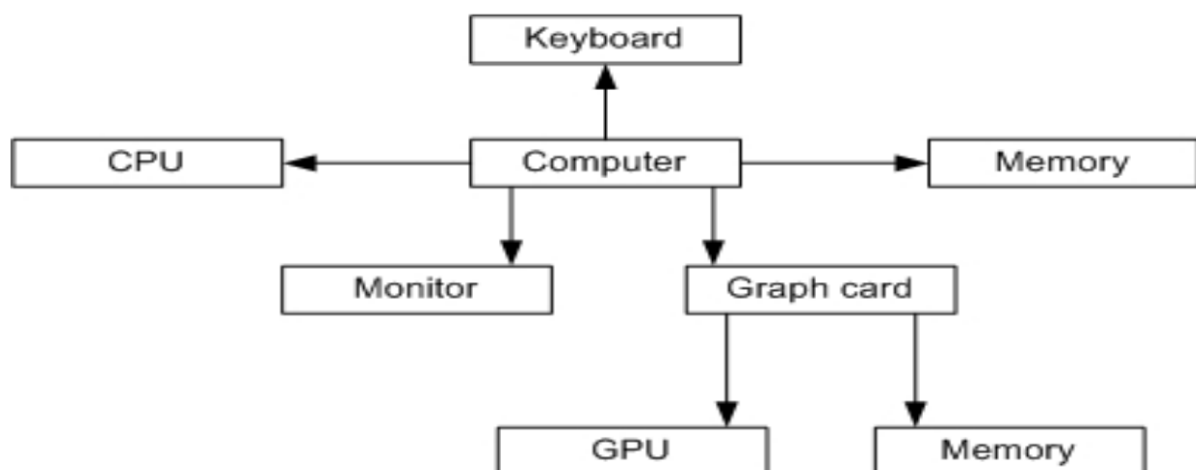 Keyboard
CPU
Computer
Memory
Monitor
Graph card
GPU
Memory